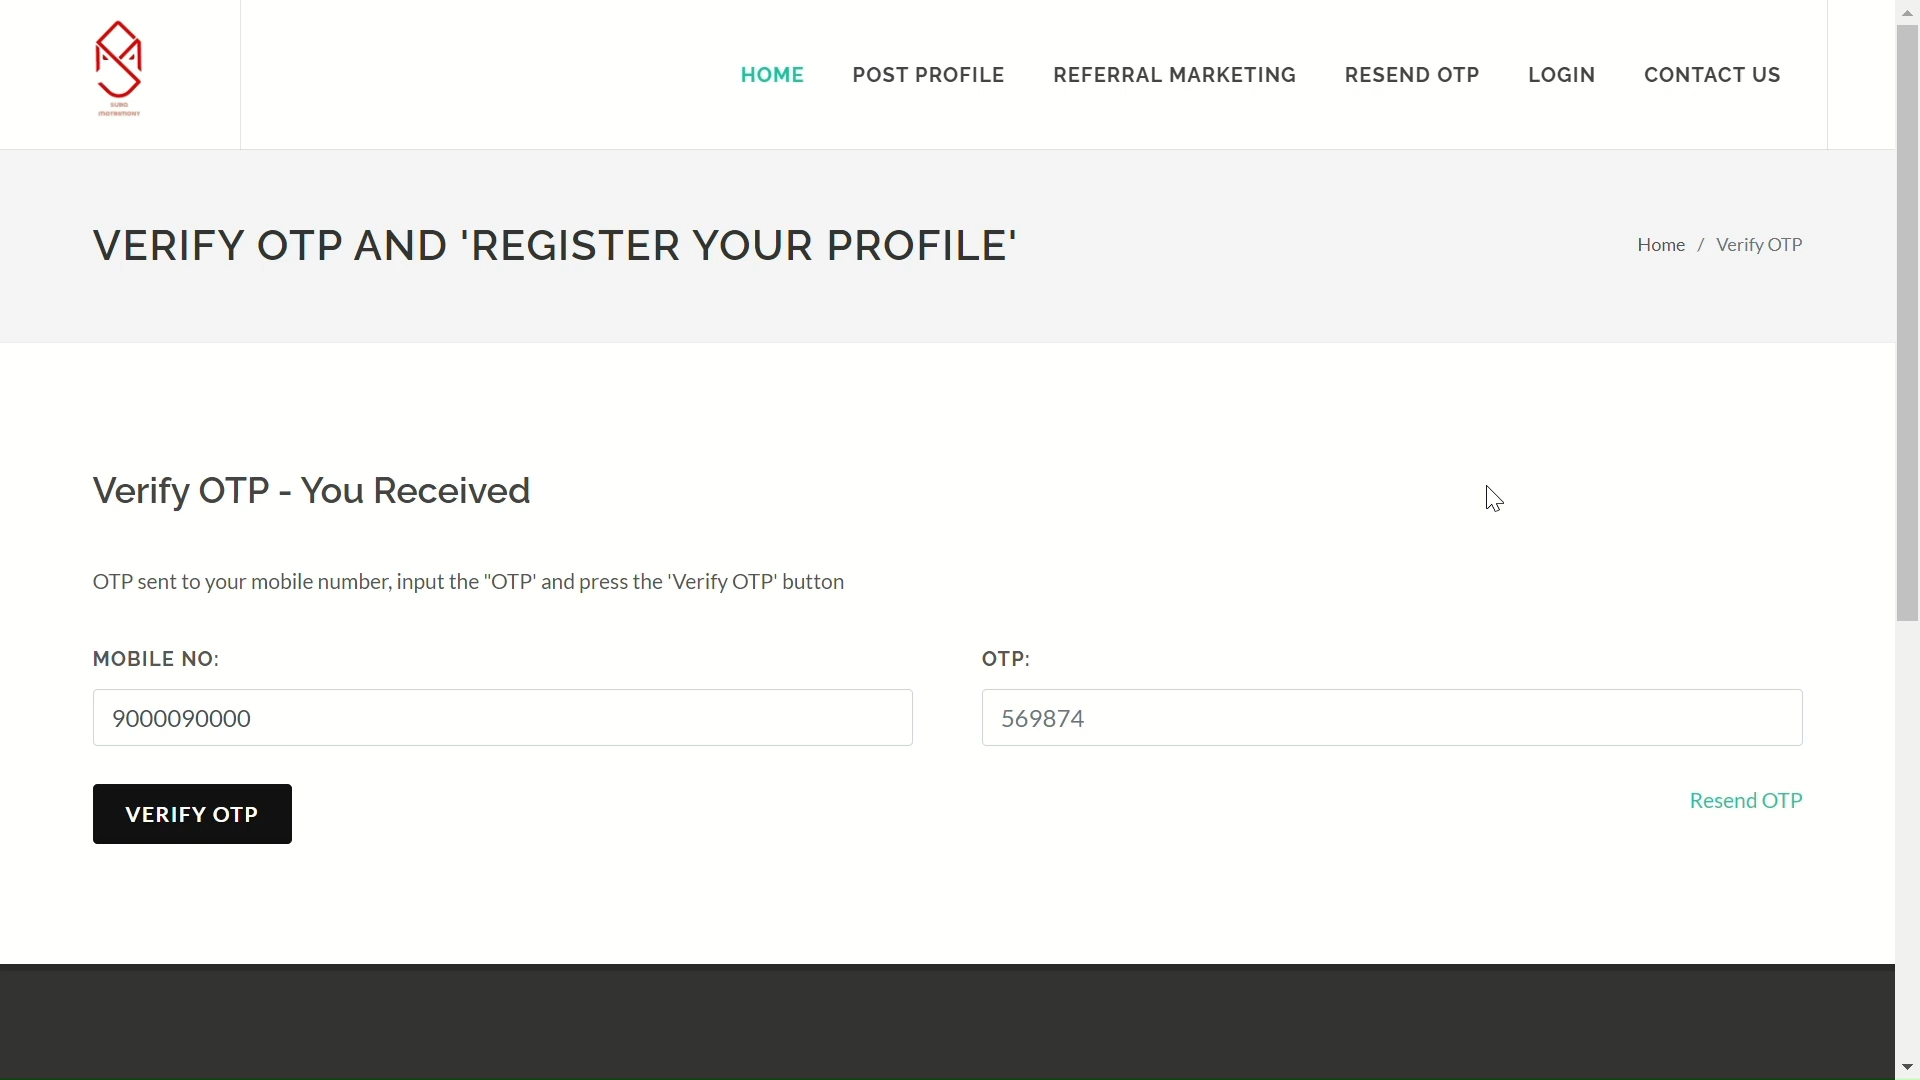 SUBG
MATRIMONY
HOME POST PROFILE REFERRAL MARKETING RESEND OTP LOGIN CONTACT US
VERIFY OTP AND 'REGISTER YOUR PROFILE'
Home / Verify OTP
Verify OTP - You Received
OTP sent to your mobile number, input the "OTP' and press the 'Verify OTP' button
MOBILE NO:
OTP:
9000090000
569874
VERIFY OTP
Resend OTP